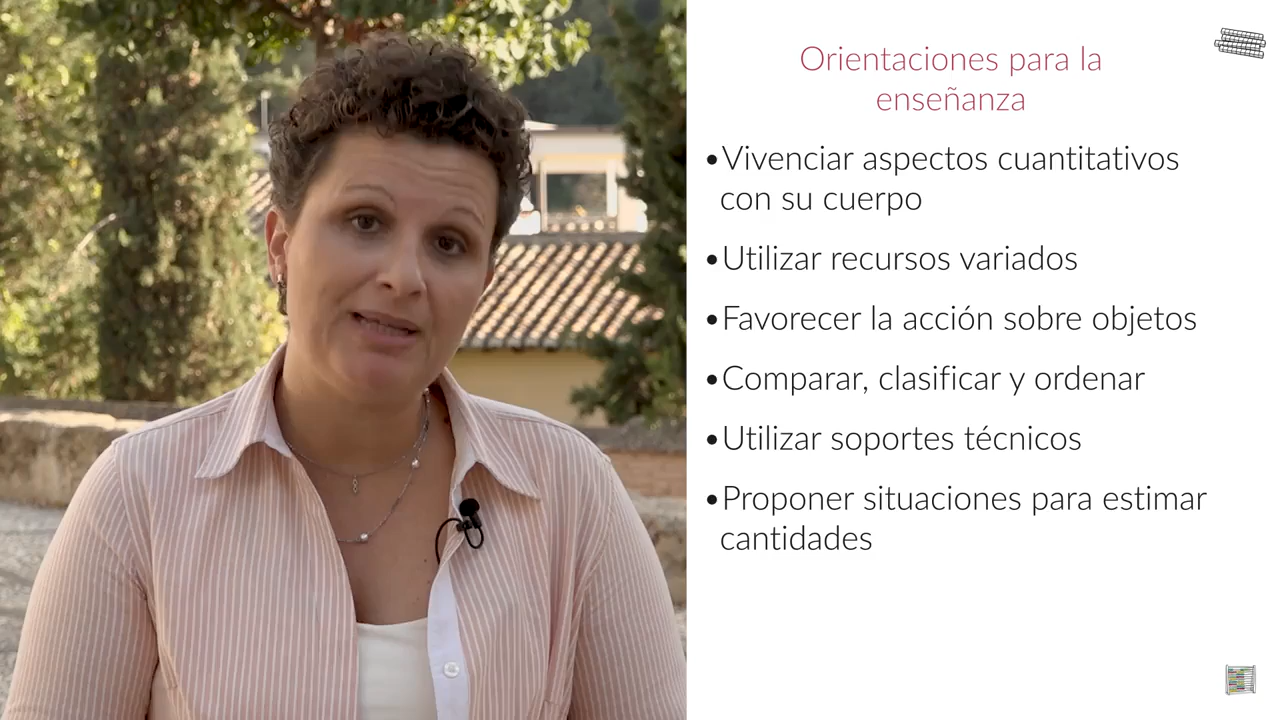 Orientaciones para la
enseñanza
•Vivenciar aspectos cuantitativos
con su cuerpo
•Utilizar recursos variados
•Favorecer la acción sobre objetos
•Comparar, clasificar y ordenar
•Utilizar soportes técnicos
•Proponer situaciones para estimar
cantidades